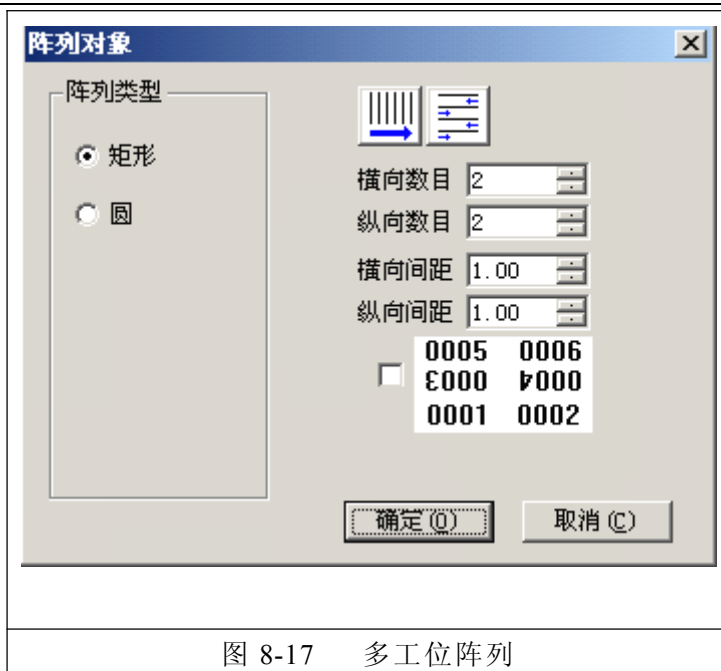 阵列对象
阵列类型
矩形
圆
横向数目 2
纵向数目 2
横向间距 1.00
纵向间距 1.00
0005 0006
0003 0004
0001 0002
确定(O)
取消(C)
图 8-17 多工位阵列